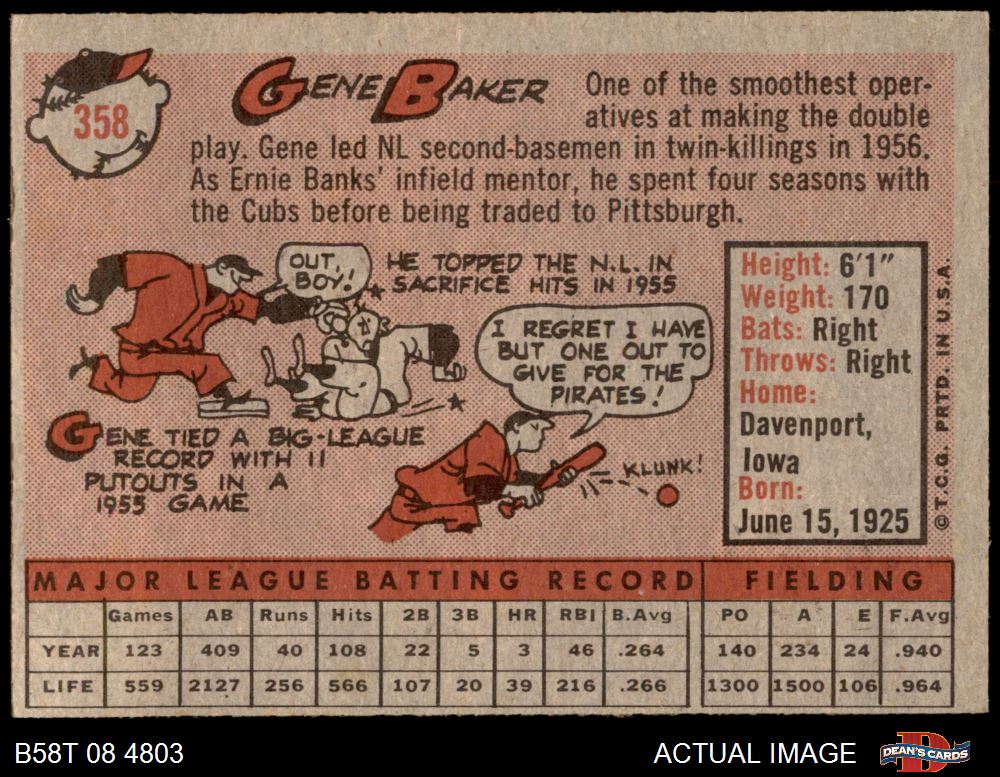 358
GENE BAKER
One of the smoothest oper-
atives at making the double
play. Gene led NL second-basemen in twin-killings in 1956.
As Ernie Banks' infield mentor, he spent four seasons with
the Cubs before being traded to Pittsburgh.
OUT,
BOY!
HE TOPPED THE N.L. IN
SACRIFICE HITS IN 1955
I REGRET I HAVE
BUT ONE OUT TO
GIVE FOR THE
PIRATES!
GENE TIED A BIG-LEAGUE
RECORD WITH 11
PUTOUTS IN A
1955 GAME
KLUNK!
Height: 6'1"
Weight: 170
Bats: Right
Throws: Right
Home:
Davenport,
Iowa
Born:
June 15, 1925
© T.C.G. PRTD. IN U.S.A.
MAJOR LEAGUE BATTING RECORD FIELDING
Games AB Runs Hits 2B 3B HR RBI B.Avg PO A E F.Avg
YEAR 123 409 40 108 22 5 3 46 .264 140 234 24 .940
LIFE 559 2127 256 566 107 20 39 216 .266 1300 1500 106 .964
B58T 08 4803 ACTUAL IMAGE DEAN'S CARDS